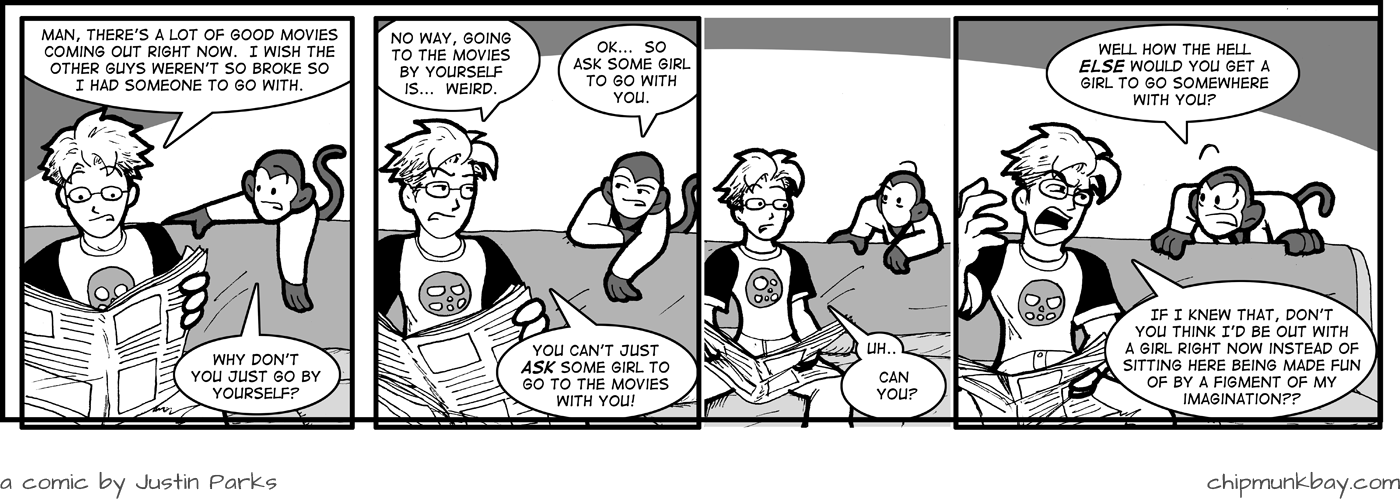 MAN, THERE'S A LOT OF GOOD MOVIES
COMING OUT RIGHT NOW. I WISH THE
OTHER GUYS WEREN'T SO BROKE SO
I HAD SOMEONE TO GO WITH.
WHY DON'T
YOU JUST GO BY
YOURSELF?
NO WAY, GOING
TO THE MOVIES
BY YOURSELF
IS... WEIRD.
OK... SO
ASK SOME GIRL
TO GO WITH
YOU.
YOU CAN'T JUST
ASK SOME GIRL TO
GO TO THE MOVIES
WITH YOU!
UH..
CAN
YOU?
WELL HOW THE HELL
ELSE WOULD YOU GET A
GIRL TO GO SOMEWHERE
WITH YOU?
IF I KNEW THAT, DON'T
YOU THINK I'D BE OUT WITH
A GIRL RIGHT NOW INSTEAD OF
SITTING HERE BEING MADE FUN
OF BY A FIGMENT OF MY
IMAGINATION??
a comic by Justin Parks
chipmunkbay.com